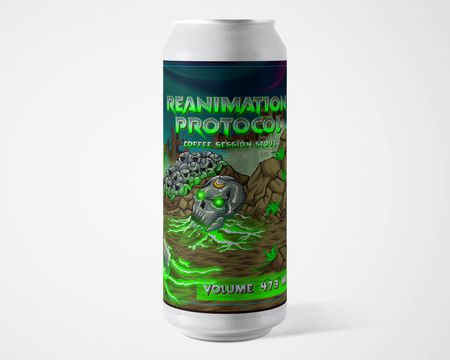 REANIMATION
PROTOCOL
COFFEE SESSION STOUT
VOLUME 473 M